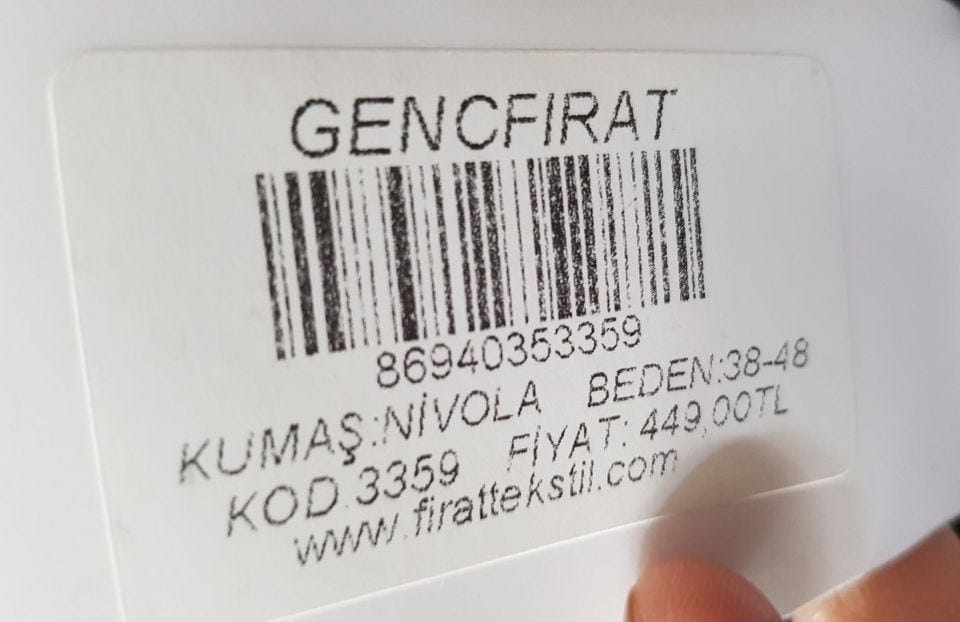 GENCFIRAT
86940353359
KUMAŞ:NİVOLA BEDEN:38-48
KOD.3359 FİYAT: 449,00TL
www.firattekstil.com